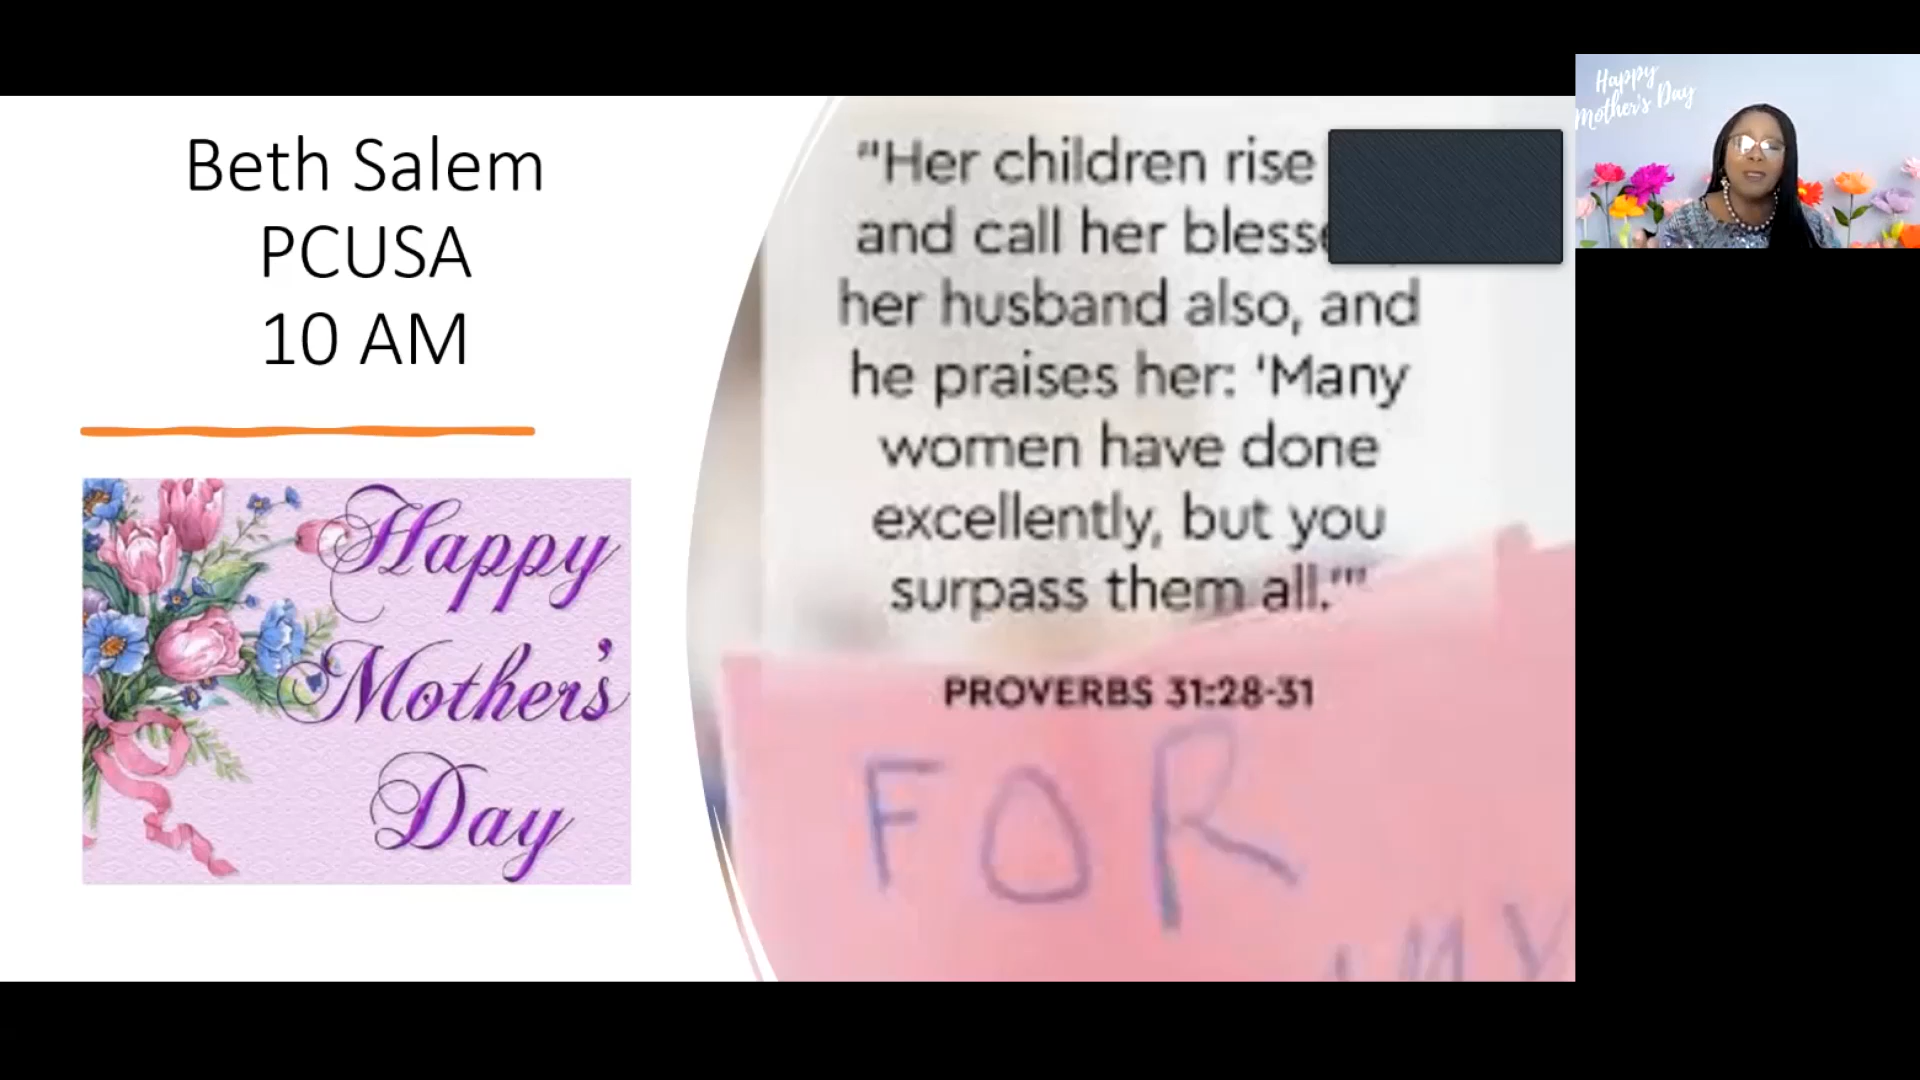 Beth Salem
PCUSA
10 AM
Happy
Mother's
Day
"Her children rise
and call her
her husband also, and
he praises her: 'Many
women have done
excellently, but you
surpass them all.'"
PROVERBS 31:28-31
FOR
MY
Happy
Mother's Day